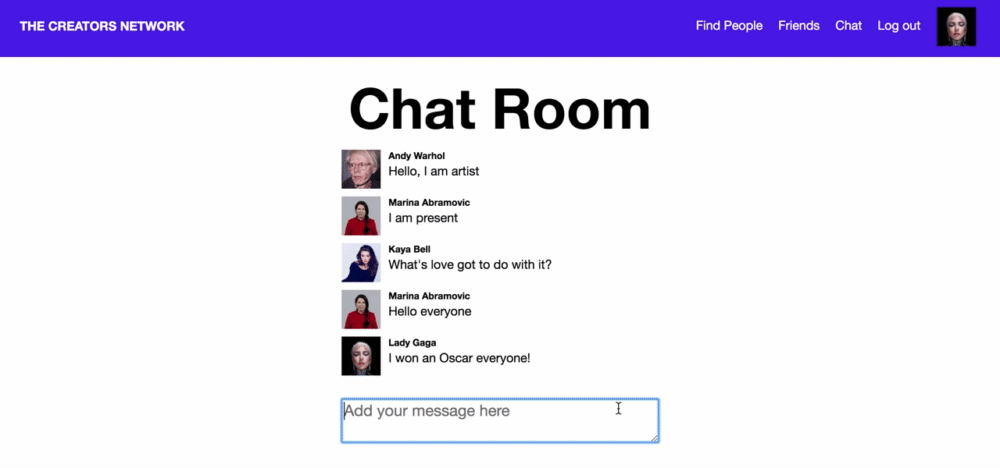 THE CREATORS NETWORK
Find People Friends Chat Log out
Chat Room
Andy Warhol
Hello, I am artist
Marina Abramovic
I am present
Kaya Bell
What's love got to do with it?
Marina Abramovic
Hello everyone
Lady Gaga
I won an Oscar everyone!
Add your message here